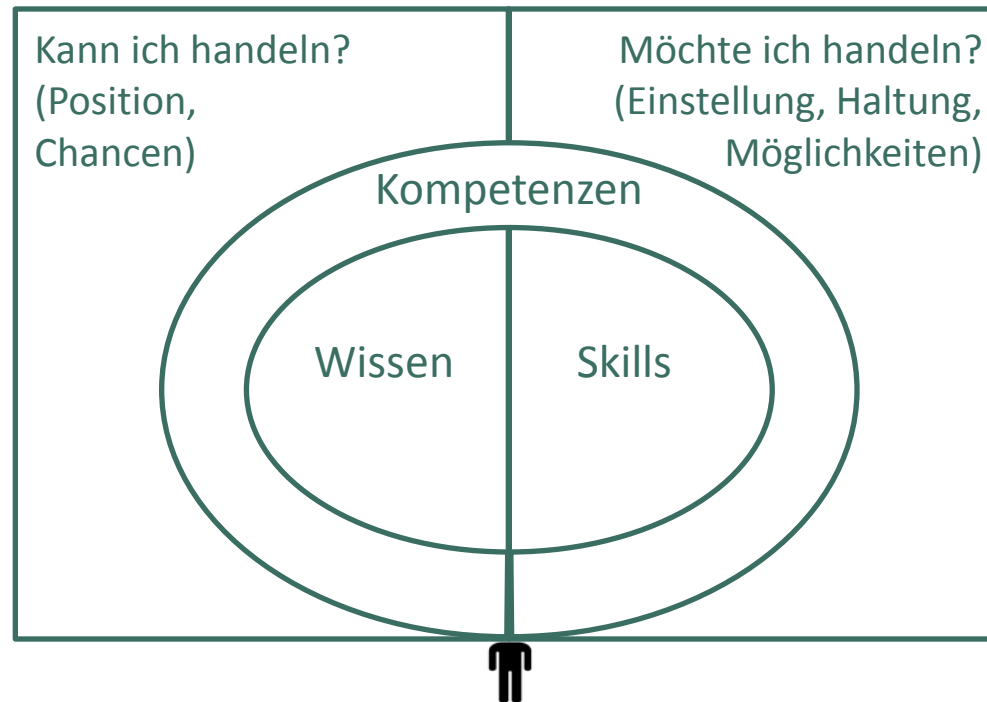 Kann ich handeln?
(Position,
Chancen)
Möchte ich handeln?
(Einstellung, Haltung,
Möglichkeiten)
Kompetenzen
Wissen
Skills